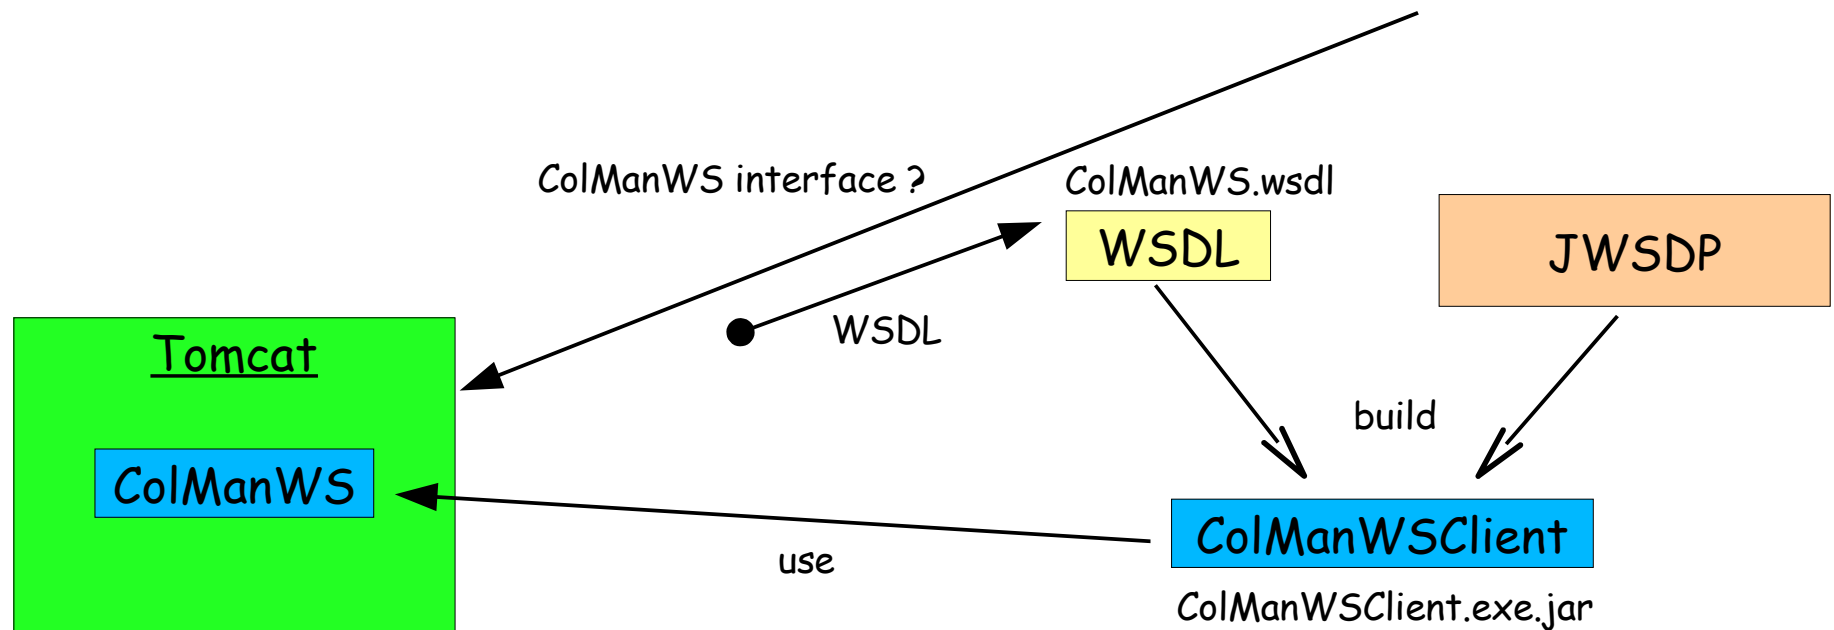 ColManWS interface ?
ColManWS.wsdl
WSDL
JWSDP
WSDL
Tomcat
build
ColManWS
ColManWSClient
use
ColManWSClient.exe.jar